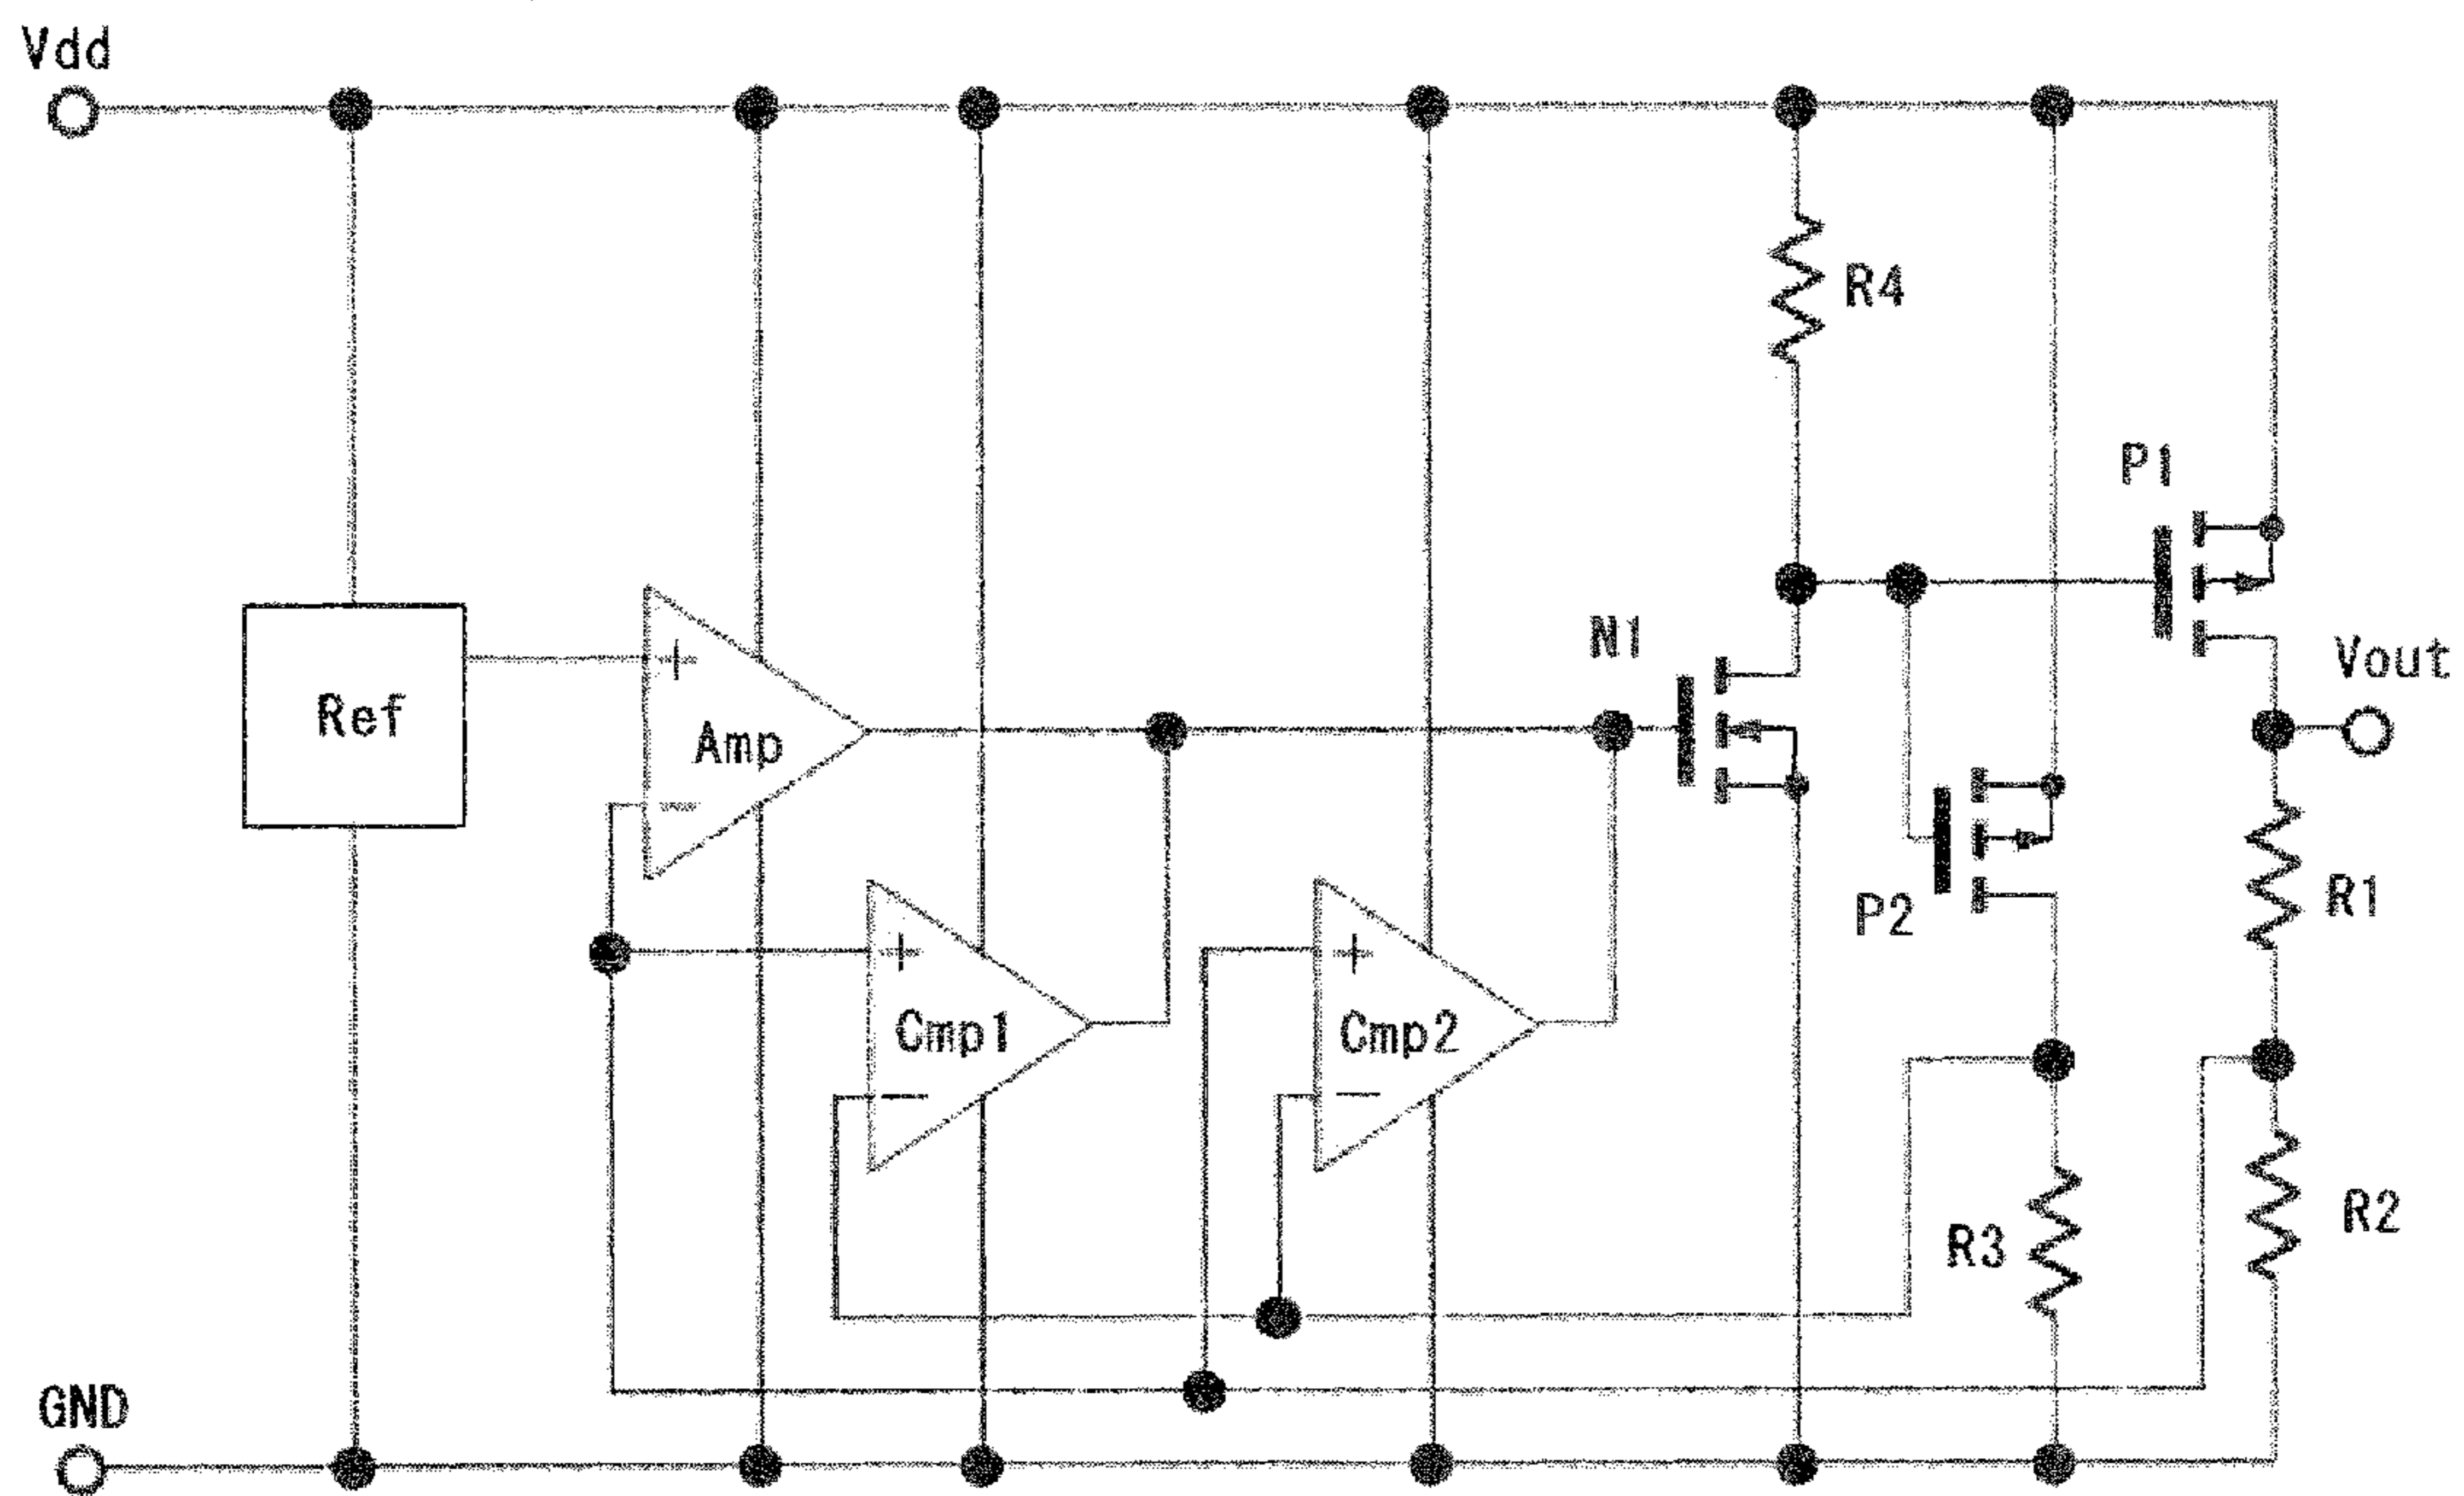 Vdd
R4
P1
N1
Vout
Ref
+
Amp
−
P2
R1
+
Cmp1
−
+
Cmp2
−
R3
R2
GND